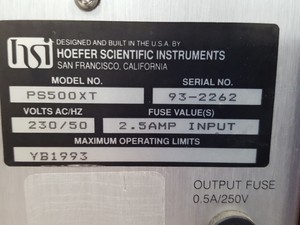 hsi
DESIGNED AND BUILT IN THE U.S.A. BY
HOEFER SCIENTIFIC INSTRUMENTS
SAN FRANCISCO, CALIFORNIA
MODEL NO. SERIAL NO.
PS500XT 93-2262
VOLTS AC/HZ FUSE VALUE(S)
230/50 2.5AMP INPUT
MAXIMUM OPERATING LIMITS
YB1993
OUTPUT FUSE
0.5A/250V